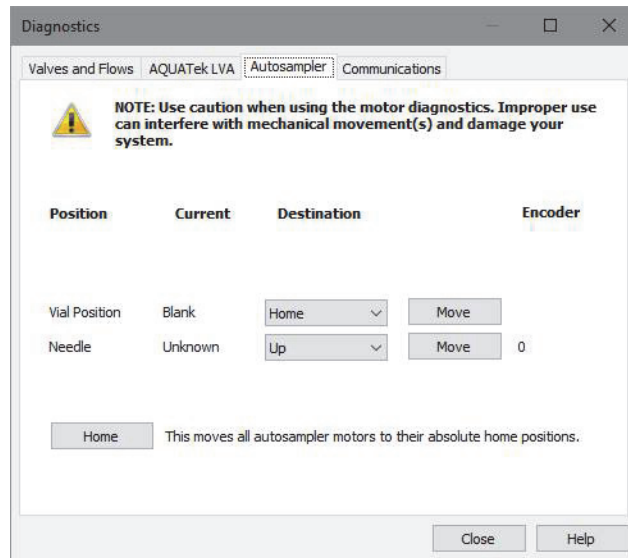 Diagnostics
Valves and Flows AQUATek LVA Autosampler Communications
NOTE: Use caution when using the motor diagnostics. Improper use
can interfere with mechanical movement(s) and damage your
system.
Position Current Destination Encoder
Vial Position Blank Home Move
Needle Unknown Up Move 0
Home This moves all autosampler motors to their absolute home positions.
Close Help